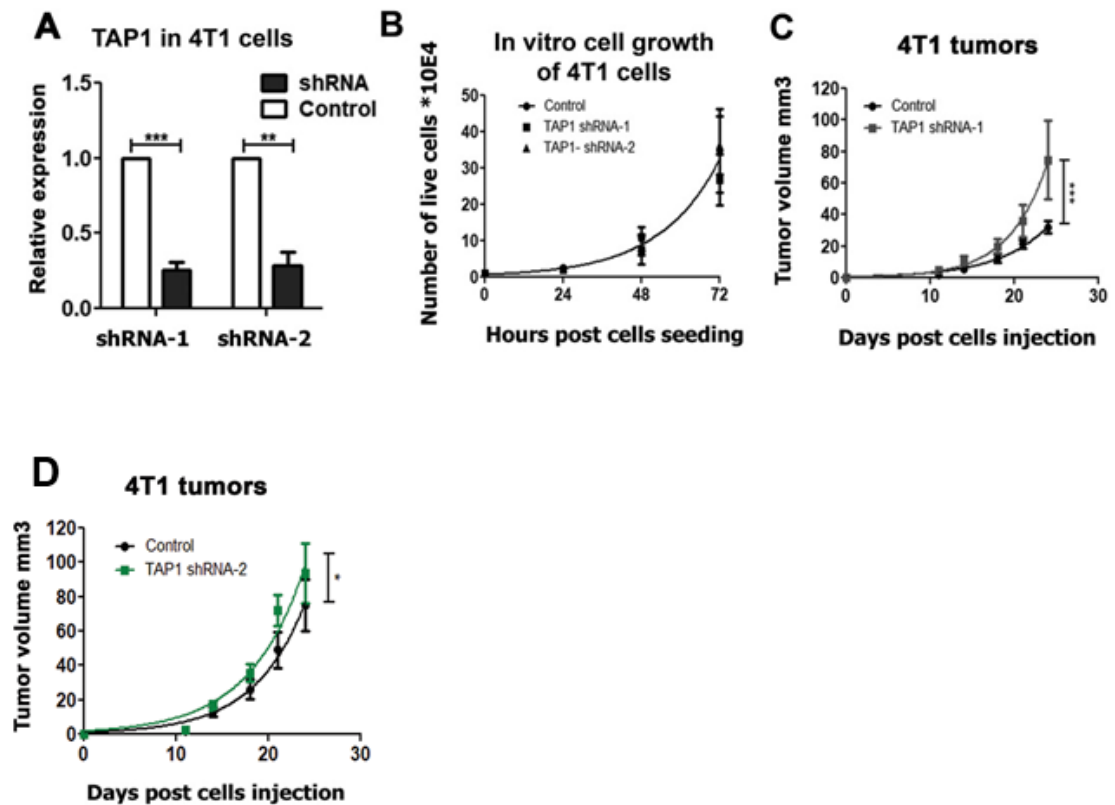 A
TAP1 in 4T1 cells
Relative expression
1.5
1.0
0.5
0.0
shRNA
Control
***
**
shRNA-1
shRNA-2
B
In vitro cell growth
of 4T1 cells
Number of live cells *10E4
50
40
30
20
10
0
Control
TAP1 shRNA-1
TAP1- shRNA-2
0 24 48 72
Hours post cells seeding
C
4T1 tumors
Tumor volume mm3
120
100
80
60
40
20
0
Control
TAP1 shRNA-1
***
0 10 20 30
Days post cells injection
D
4T1 tumors
Tumor volume mm3
120
100
80
60
40
20
0
Control
TAP1 shRNA-2
*
0 10 20 30
Days post cells injection